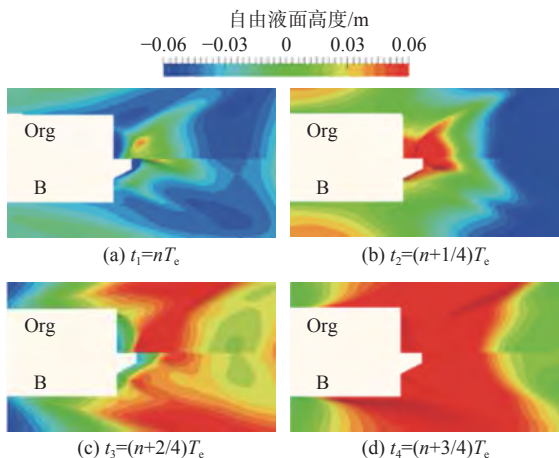 自由液面高度/m
−0.06 −0.03 0 0.03 0.06
Org
B
Org
B
(a) t₁=nTₑ
(b) t₂=(n+1/4)Tₑ
Org
B
Org
B
(c) t₃=(n+2/4)Tₑ
(d) t₄=(n+3/4)Tₑ